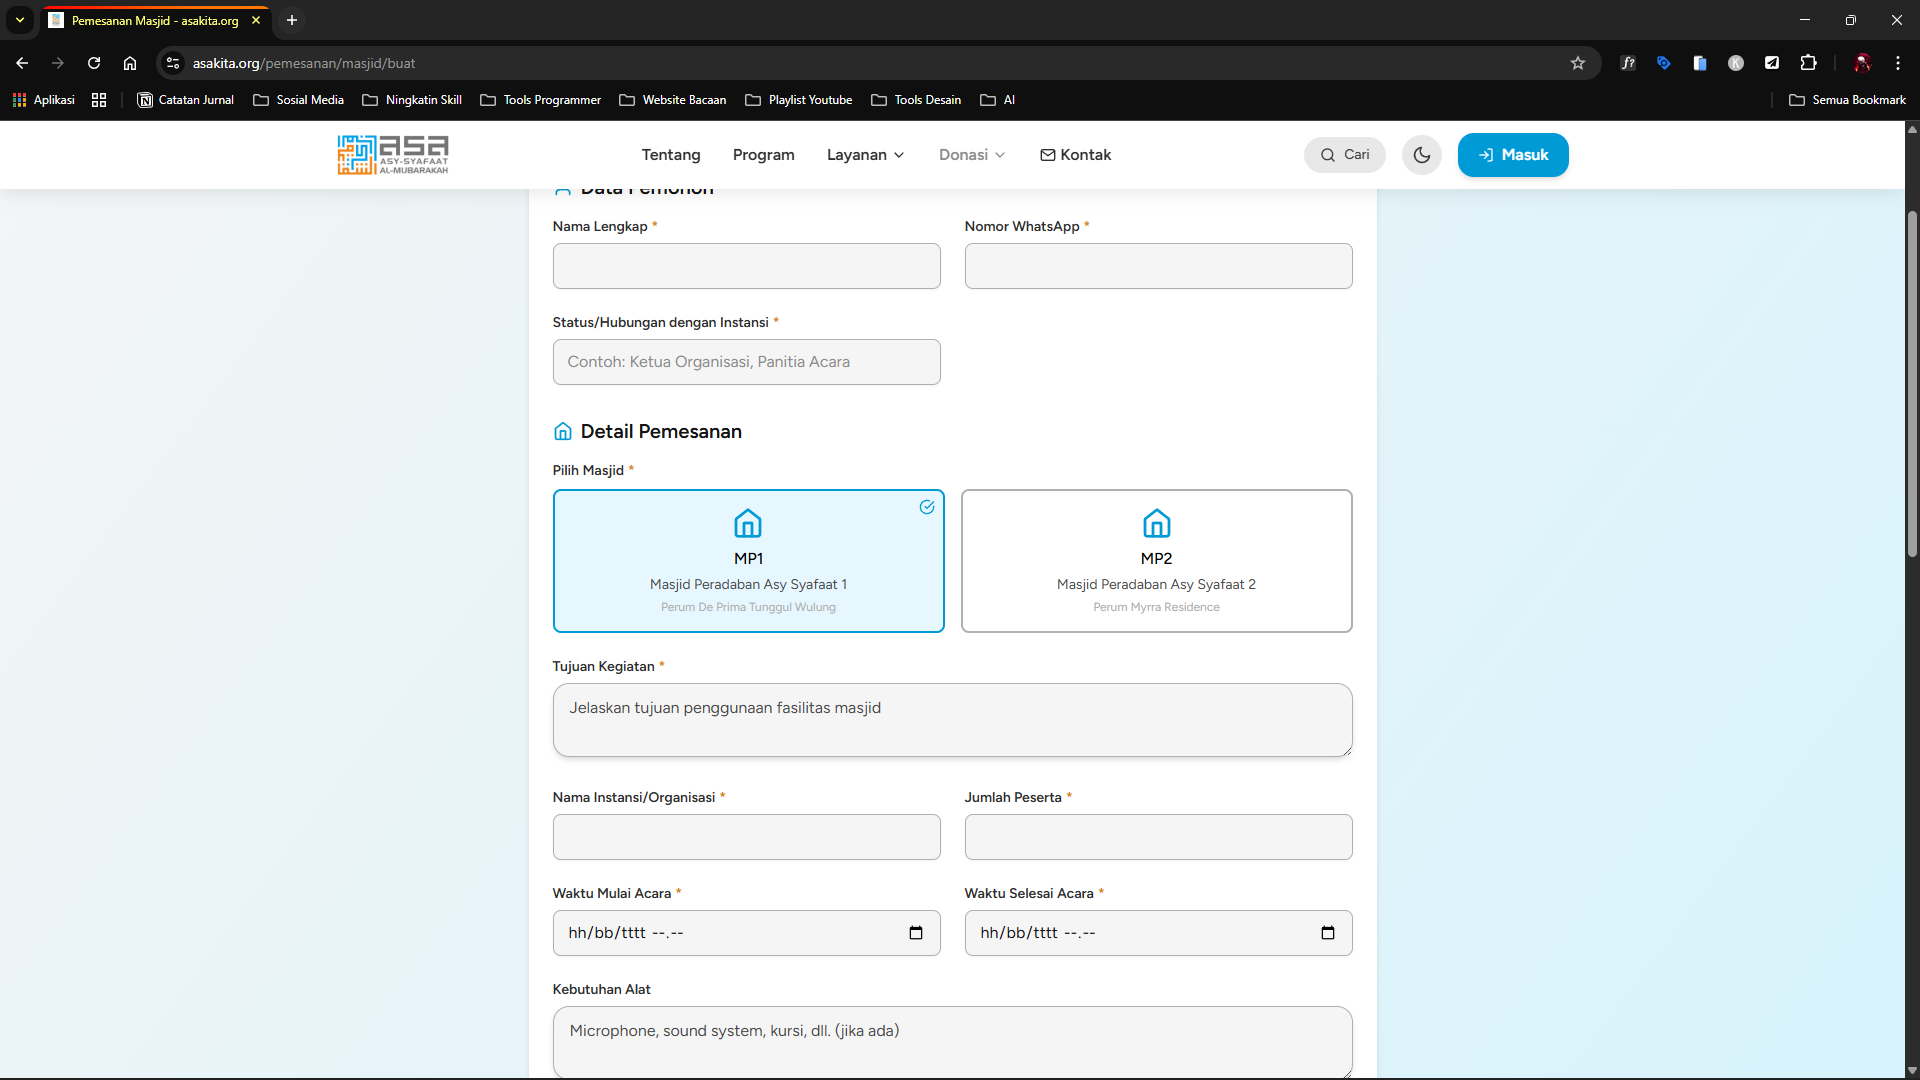 Pemesanan Masjid - asakita.org
asakita.org/pemesanan/masjid/buat
Aplikasi
Catatan Jurnal
Sosial Media
Ningkatin Skill
Tools Programmer
Website Bacaan
Playlist Youtube
Tools Desain
AI
Semua Bookmark
asa
ASY-SYAFAAT
AL-MUBARAKAH
Tentang
Program
Layanan
Donasi
Kontak
Cari
Masuk
Data Pemohon
Nama Lengkap *
Nomor WhatsApp *
Status/Hubungan dengan Instansi *
Contoh: Ketua Organisasi, Panitia Acara
Detail Pemesanan
Pilih Masjid *
MP1
Masjid Peradaban Asy Syafaat 1
Perum De Prima Tunggul Wulung
MP2
Masjid Peradaban Asy Syafaat 2
Perum Myrra Residence
Tujuan Kegiatan *
Jelaskan tujuan penggunaan fasilitas masjid
Nama Instansi/Organisasi *
Jumlah Peserta *
Waktu Mulai Acara *
Waktu Selesai Acara *
hh/bb/tttt --.--
hh/bb/tttt --.--
Kebutuhan Alat
Microphone, sound system, kursi, dll. (jika ada)